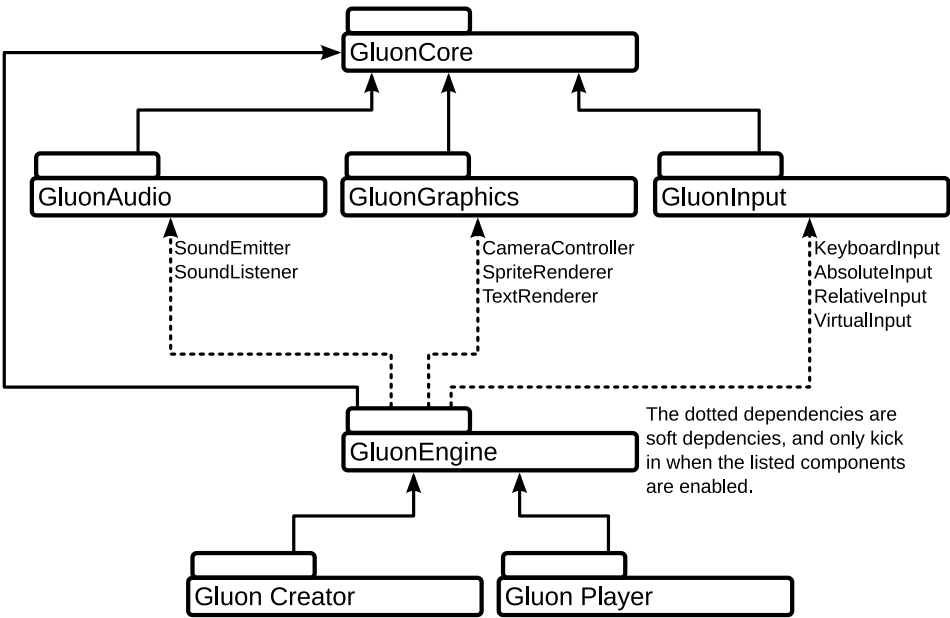 GluonCore
GluonAudio
GluonGraphics
GluonInput
SoundEmitter
SoundListener
CameraController
SpriteRenderer
TextRenderer
KeyboardInput
AbsoluteInput
RelativeInput
VirtualInput
GluonEngine
The dotted dependencies are
soft depdencies, and only kick
in when the listed components
are enabled.
Gluon Creator
Gluon Player